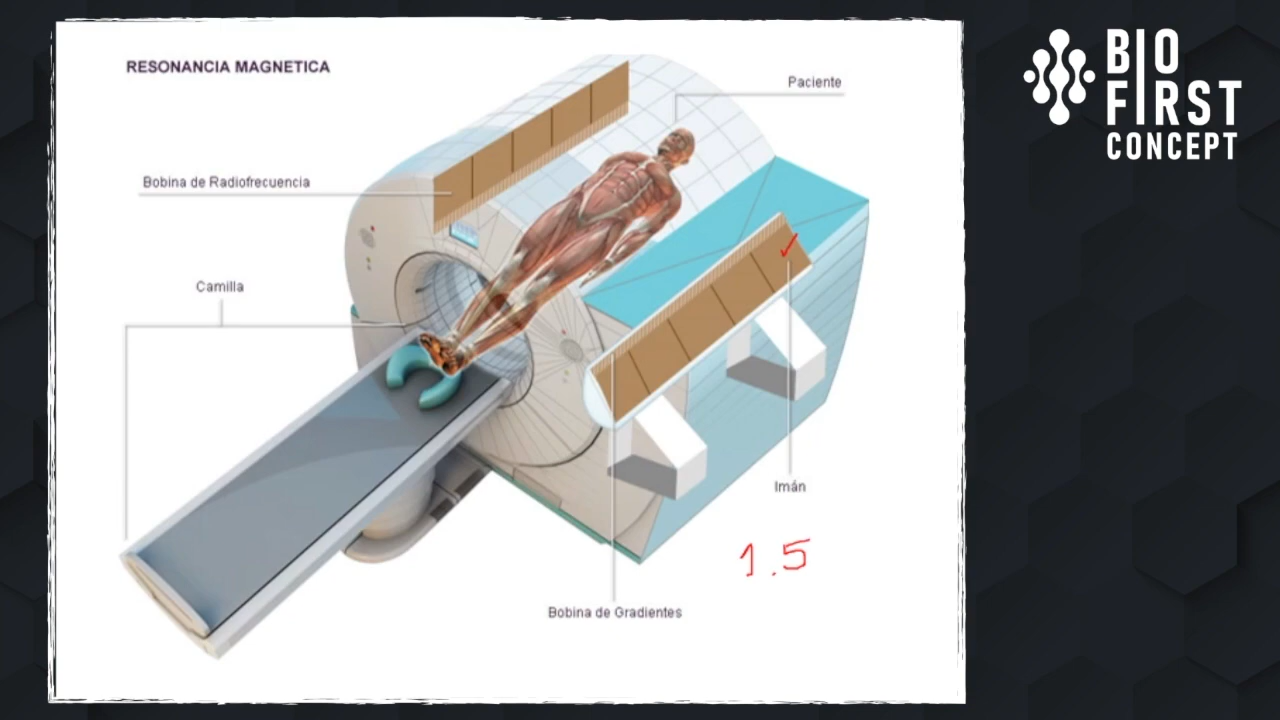 RESONANCIA MAGNETICA
Paciente
Bobina de Radiofrecuencia
Camilla
Imán
1.5
Bobina de Gradientes
BIO
FIRST
CONCEPT